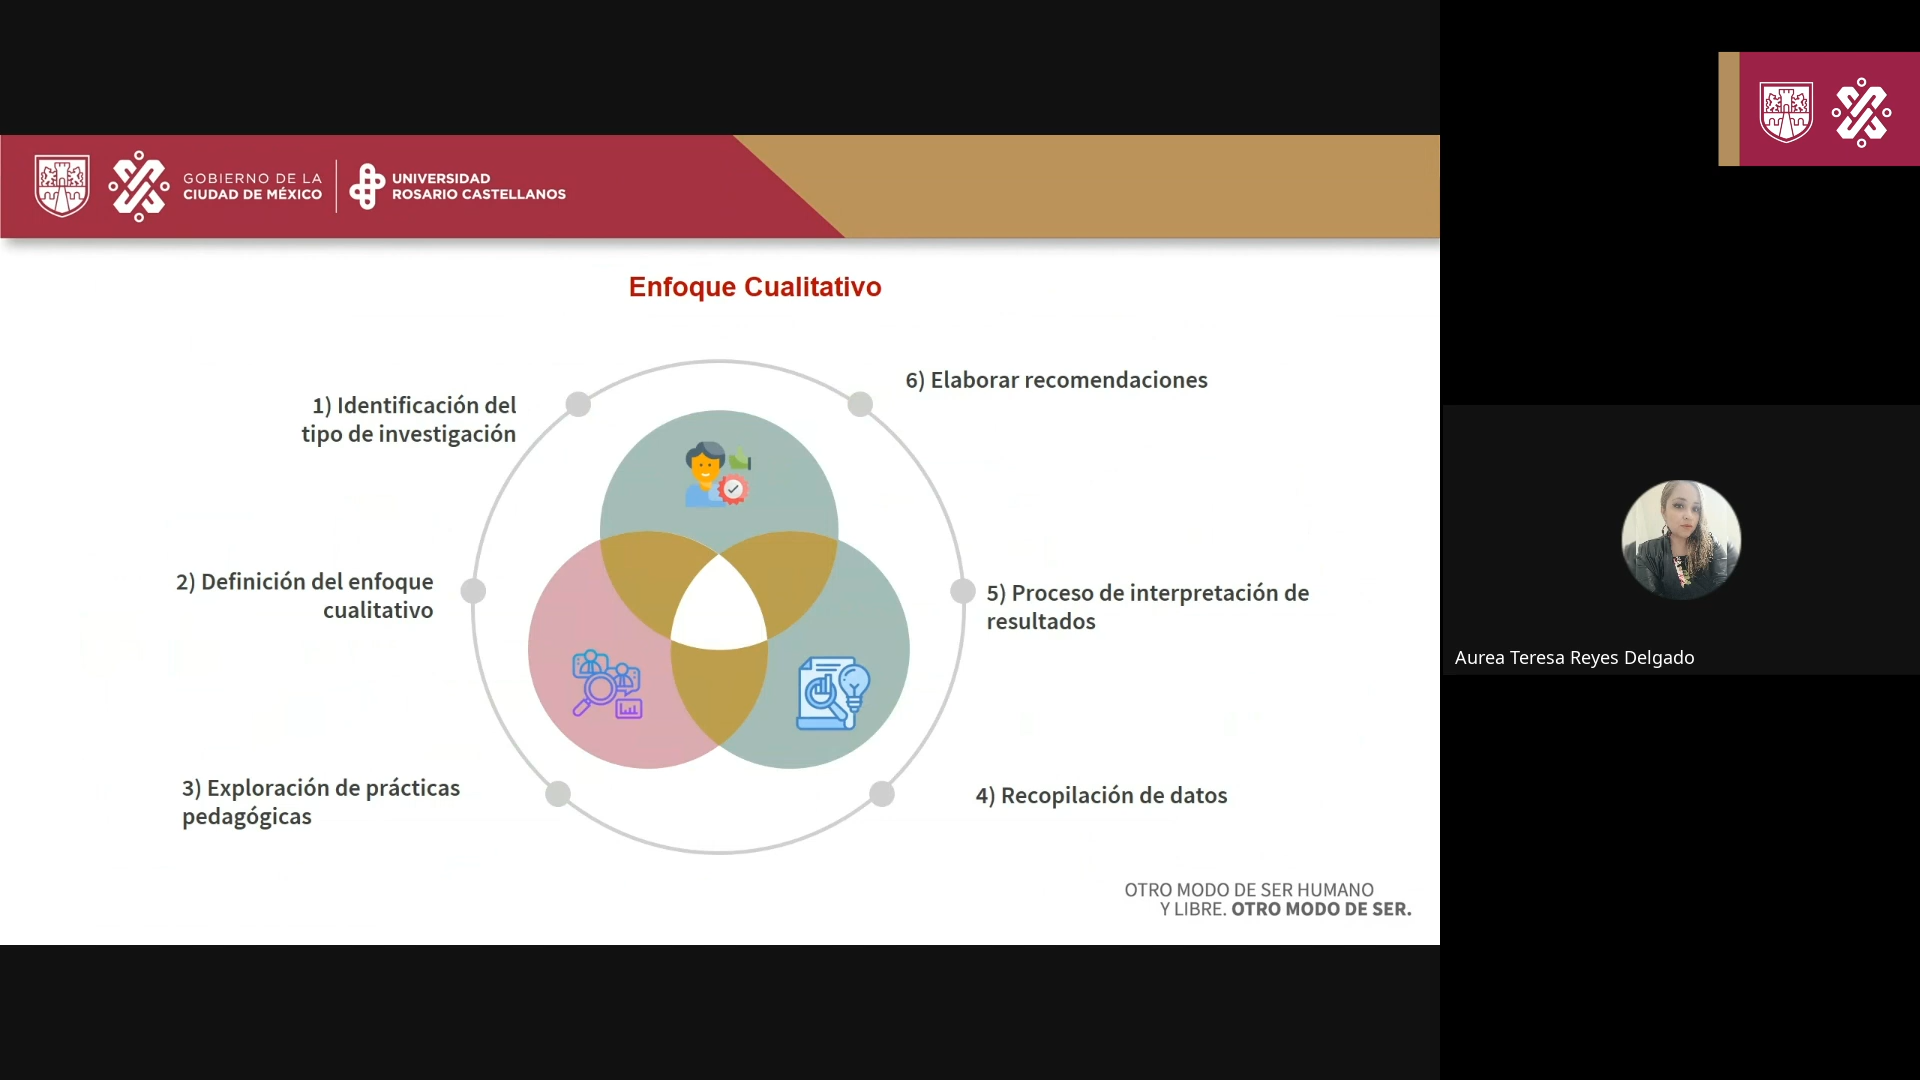 GOBIERNO DE LA
CIUDAD DE MÉXICO
UNIVERSIDAD
ROSARIO CASTELLANOS
Enfoque Cualitativo
1) Identificación del
tipo de investigación
2) Definición del enfoque
cualitativo
3) Exploración de prácticas
pedagógicas
6) Elaborar recomendaciones
5) Proceso de interpretación de
resultados
4) Recopilación de datos
OTRO MODO DE SER HUMANO
Y LIBRE. OTRO MODO DE SER.
Aurea Teresa Reyes Delgado